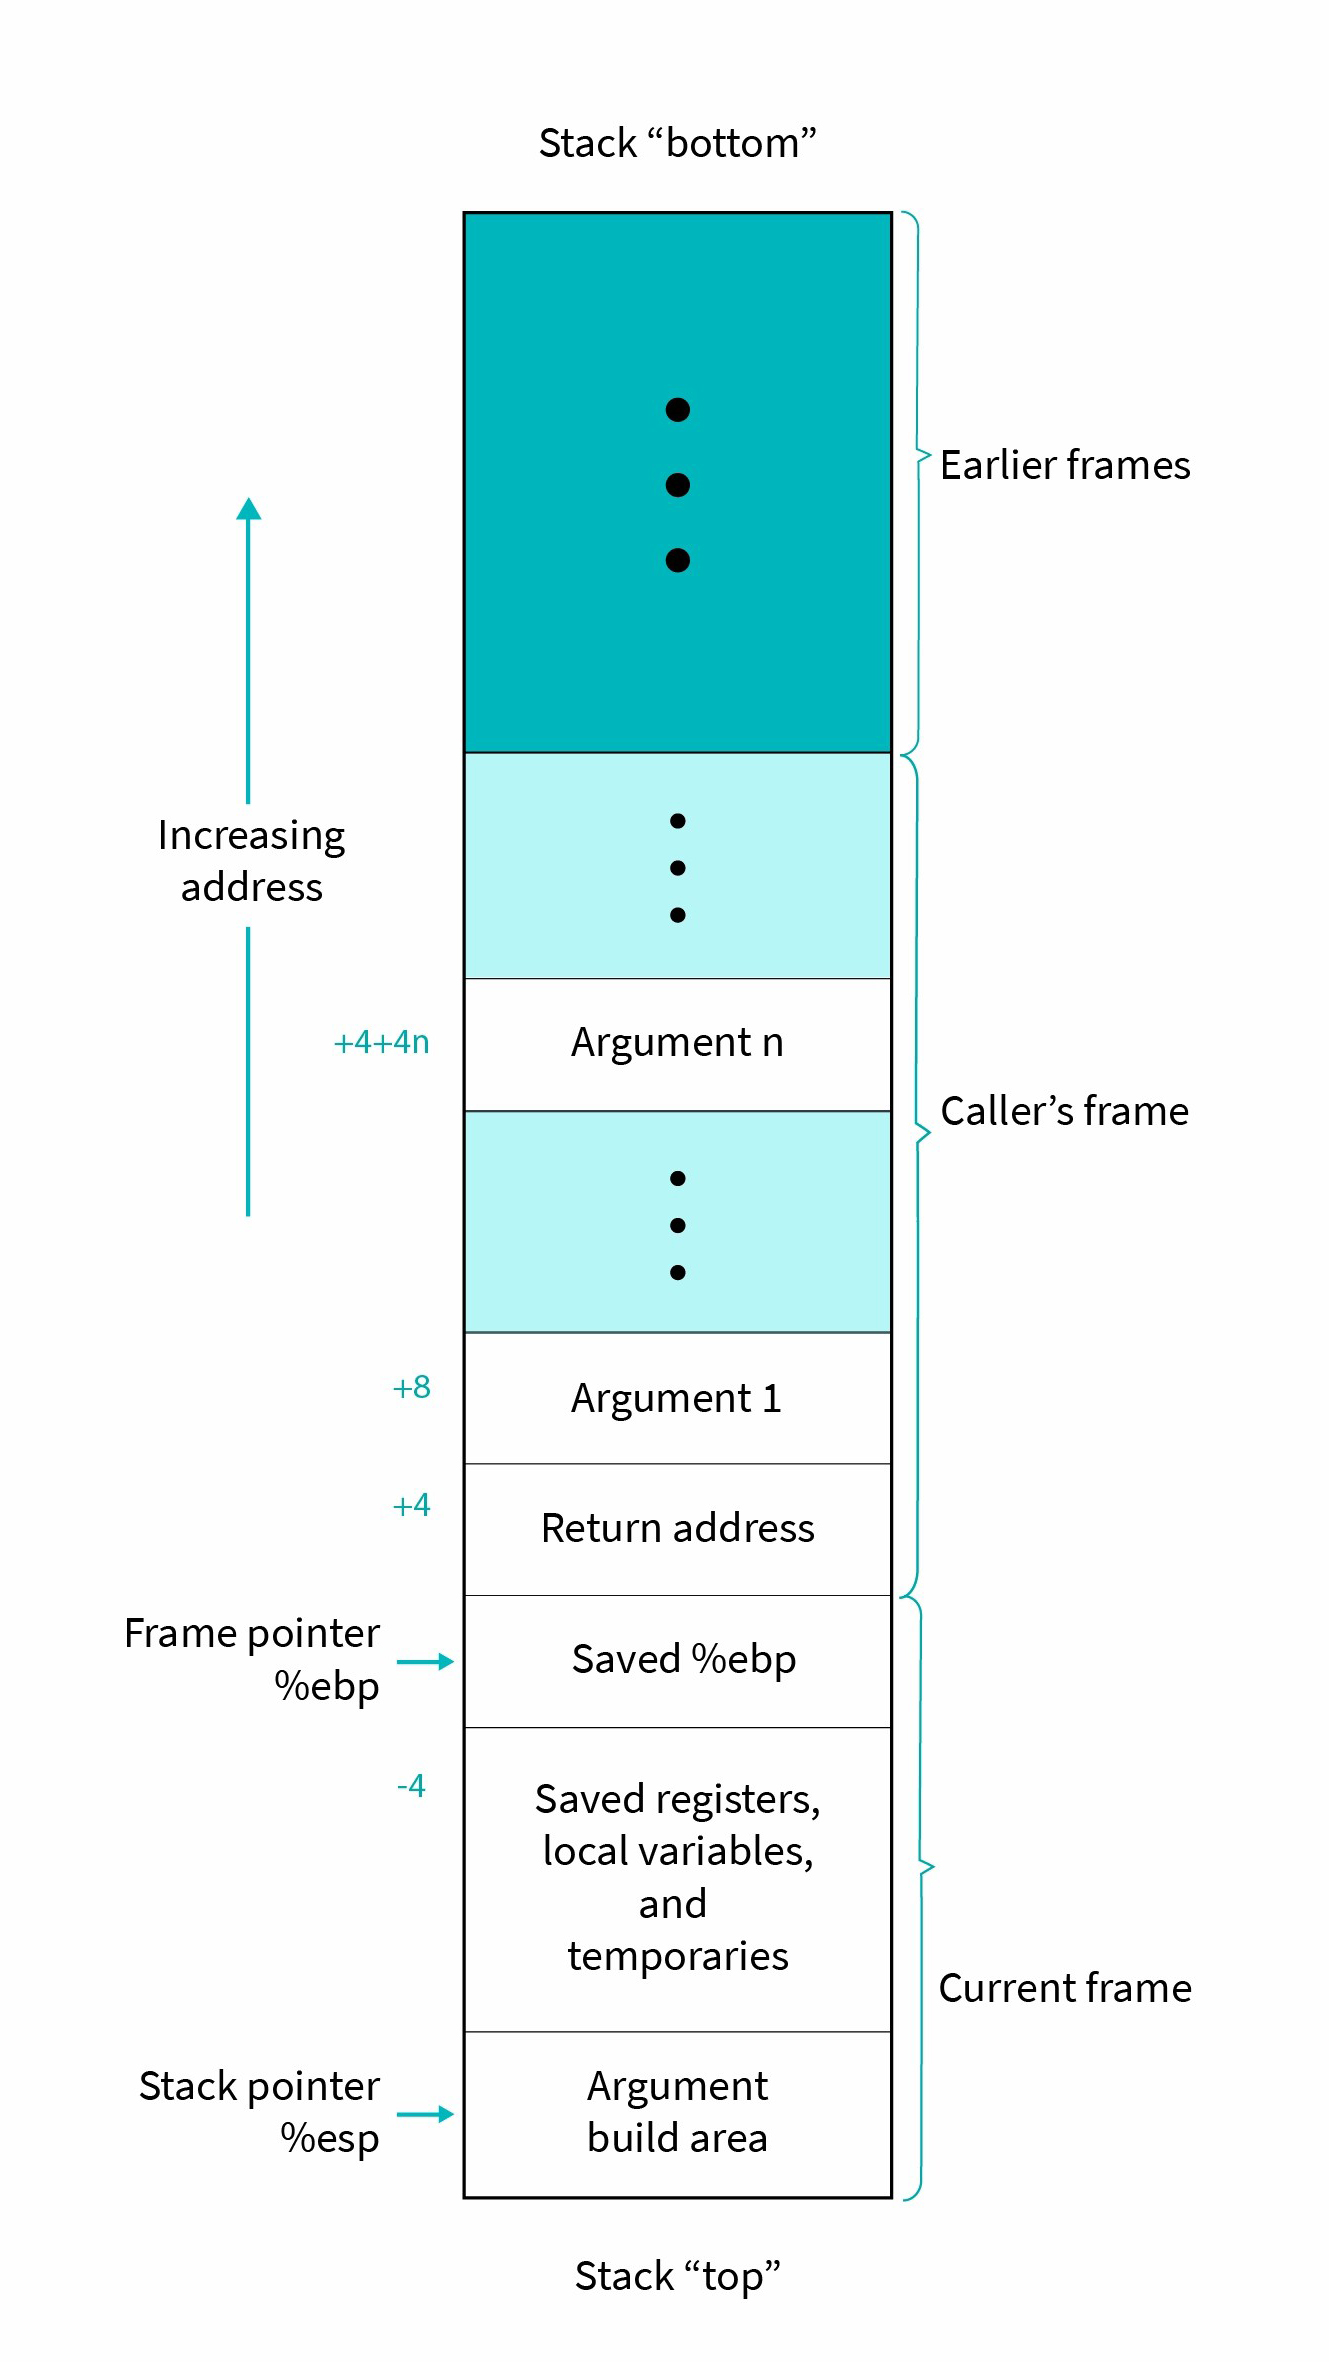 Stack “bottom”
Earlier frames
Increasing
address
+4+4n
Argument n
Caller’s frame
+8
Argument 1
+4
Return address
Frame pointer
%ebp
Saved %ebp
-4
Saved registers,
local variables,
and
temporaries
Current frame
Stack pointer
%esp
Argument
build area
Stack “top”